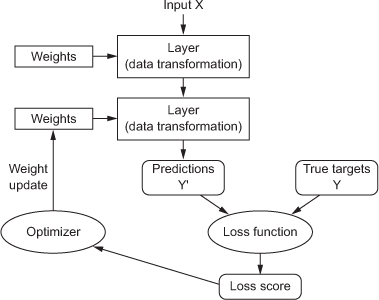 Input X
Layer
(data transformation)
Weights
Layer
(data transformation)
Weights
Predictions
Y'
True targets
Y
Weight
update
Optimizer
Loss function
Loss score